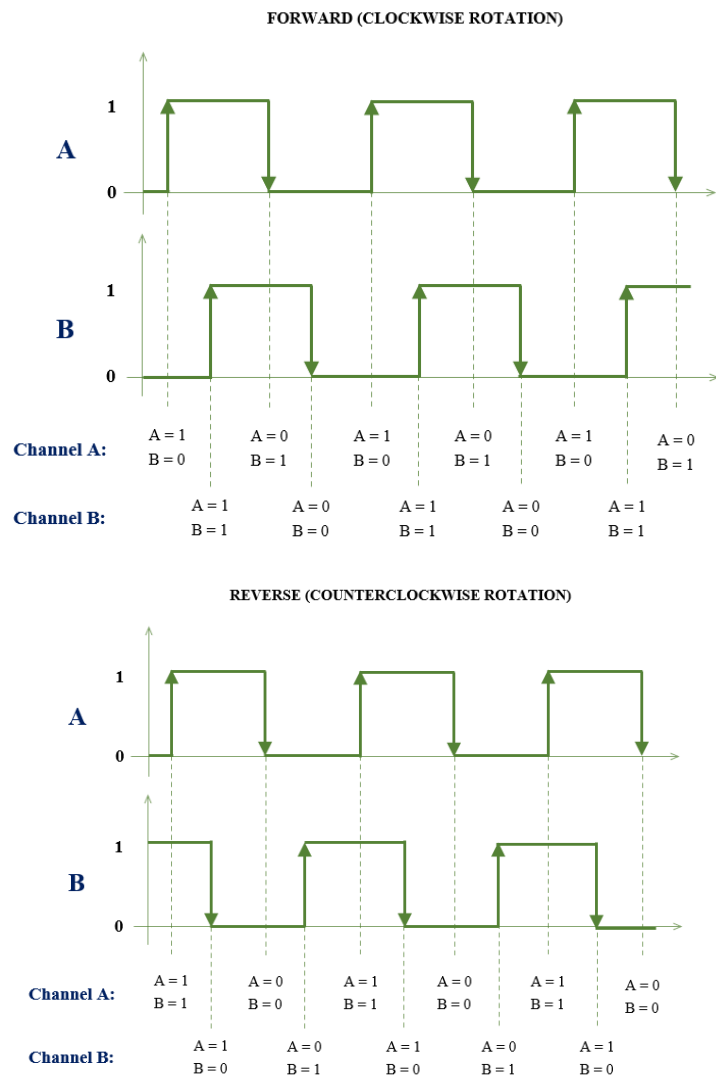 FORWARD (CLOCKWISE ROTATION)
1
A
0
1
B
0
Channel A:
A = 1 A = 0 A = 1 A = 0 A = 1 A = 0
B = 0 B = 1 B = 0 B = 1 B = 0 B = 1
Channel B:
A = 1 A = 0 A = 1 A = 0 A = 1
B = 1 B = 0 B = 1 B = 0 B = 1
REVERSE (COUNTERCLOCKWISE ROTATION)
1
A
0
1
B
0
Channel A:
A = 1 A = 0 A = 1 A = 0 A = 1 A = 0
B = 1 B = 0 B = 1 B = 0 B = 1 B = 0
Channel B:
A = 1 A = 0 A = 1 A = 0 A = 1
B = 0 B = 1 B = 0 B = 1 B = 0